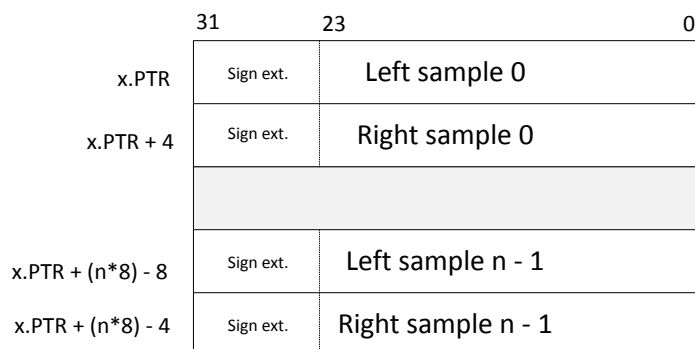 31 23 0
x.PTR Sign ext. Left sample 0
x.PTR + 4 Sign ext. Right sample 0
x.PTR + (n*8) - 8 Sign ext. Left sample n - 1
x.PTR + (n*8) - 4 Sign ext. Right sample n - 1